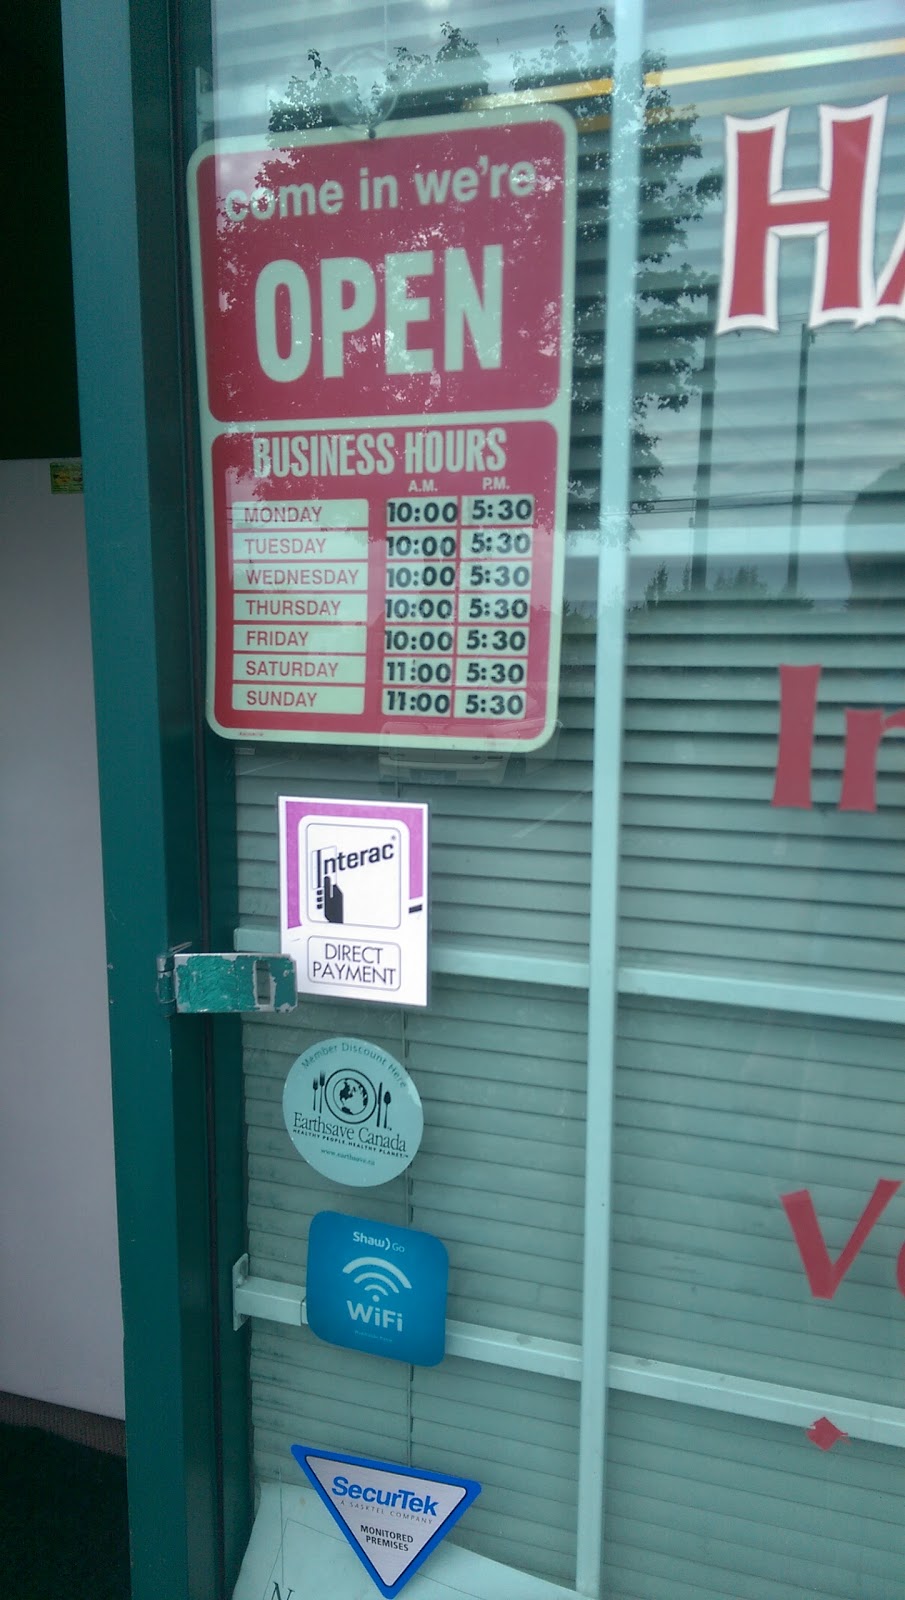 come in we're
OPEN
BUSINESS HOURS
A.M. P.M.
MONDAY 10:00 5:30
TUESDAY 10:00 5:30
WEDNESDAY 10:00 5:30
THURSDAY 10:00 5:30
FRIDAY 10:00 5:30
SATURDAY 11:00 5:30
SUNDAY 11:00 5:30
Interac
DIRECT
PAYMENT
Member Discount Here
Earthsave Canada
HEALTHY PEOPLE HEALTHY PLANET
www.earthsave.ca
Shaw) Go
WiFi
SecurTek
A SASKTEL COMPANY
MONITORED
PREMISES